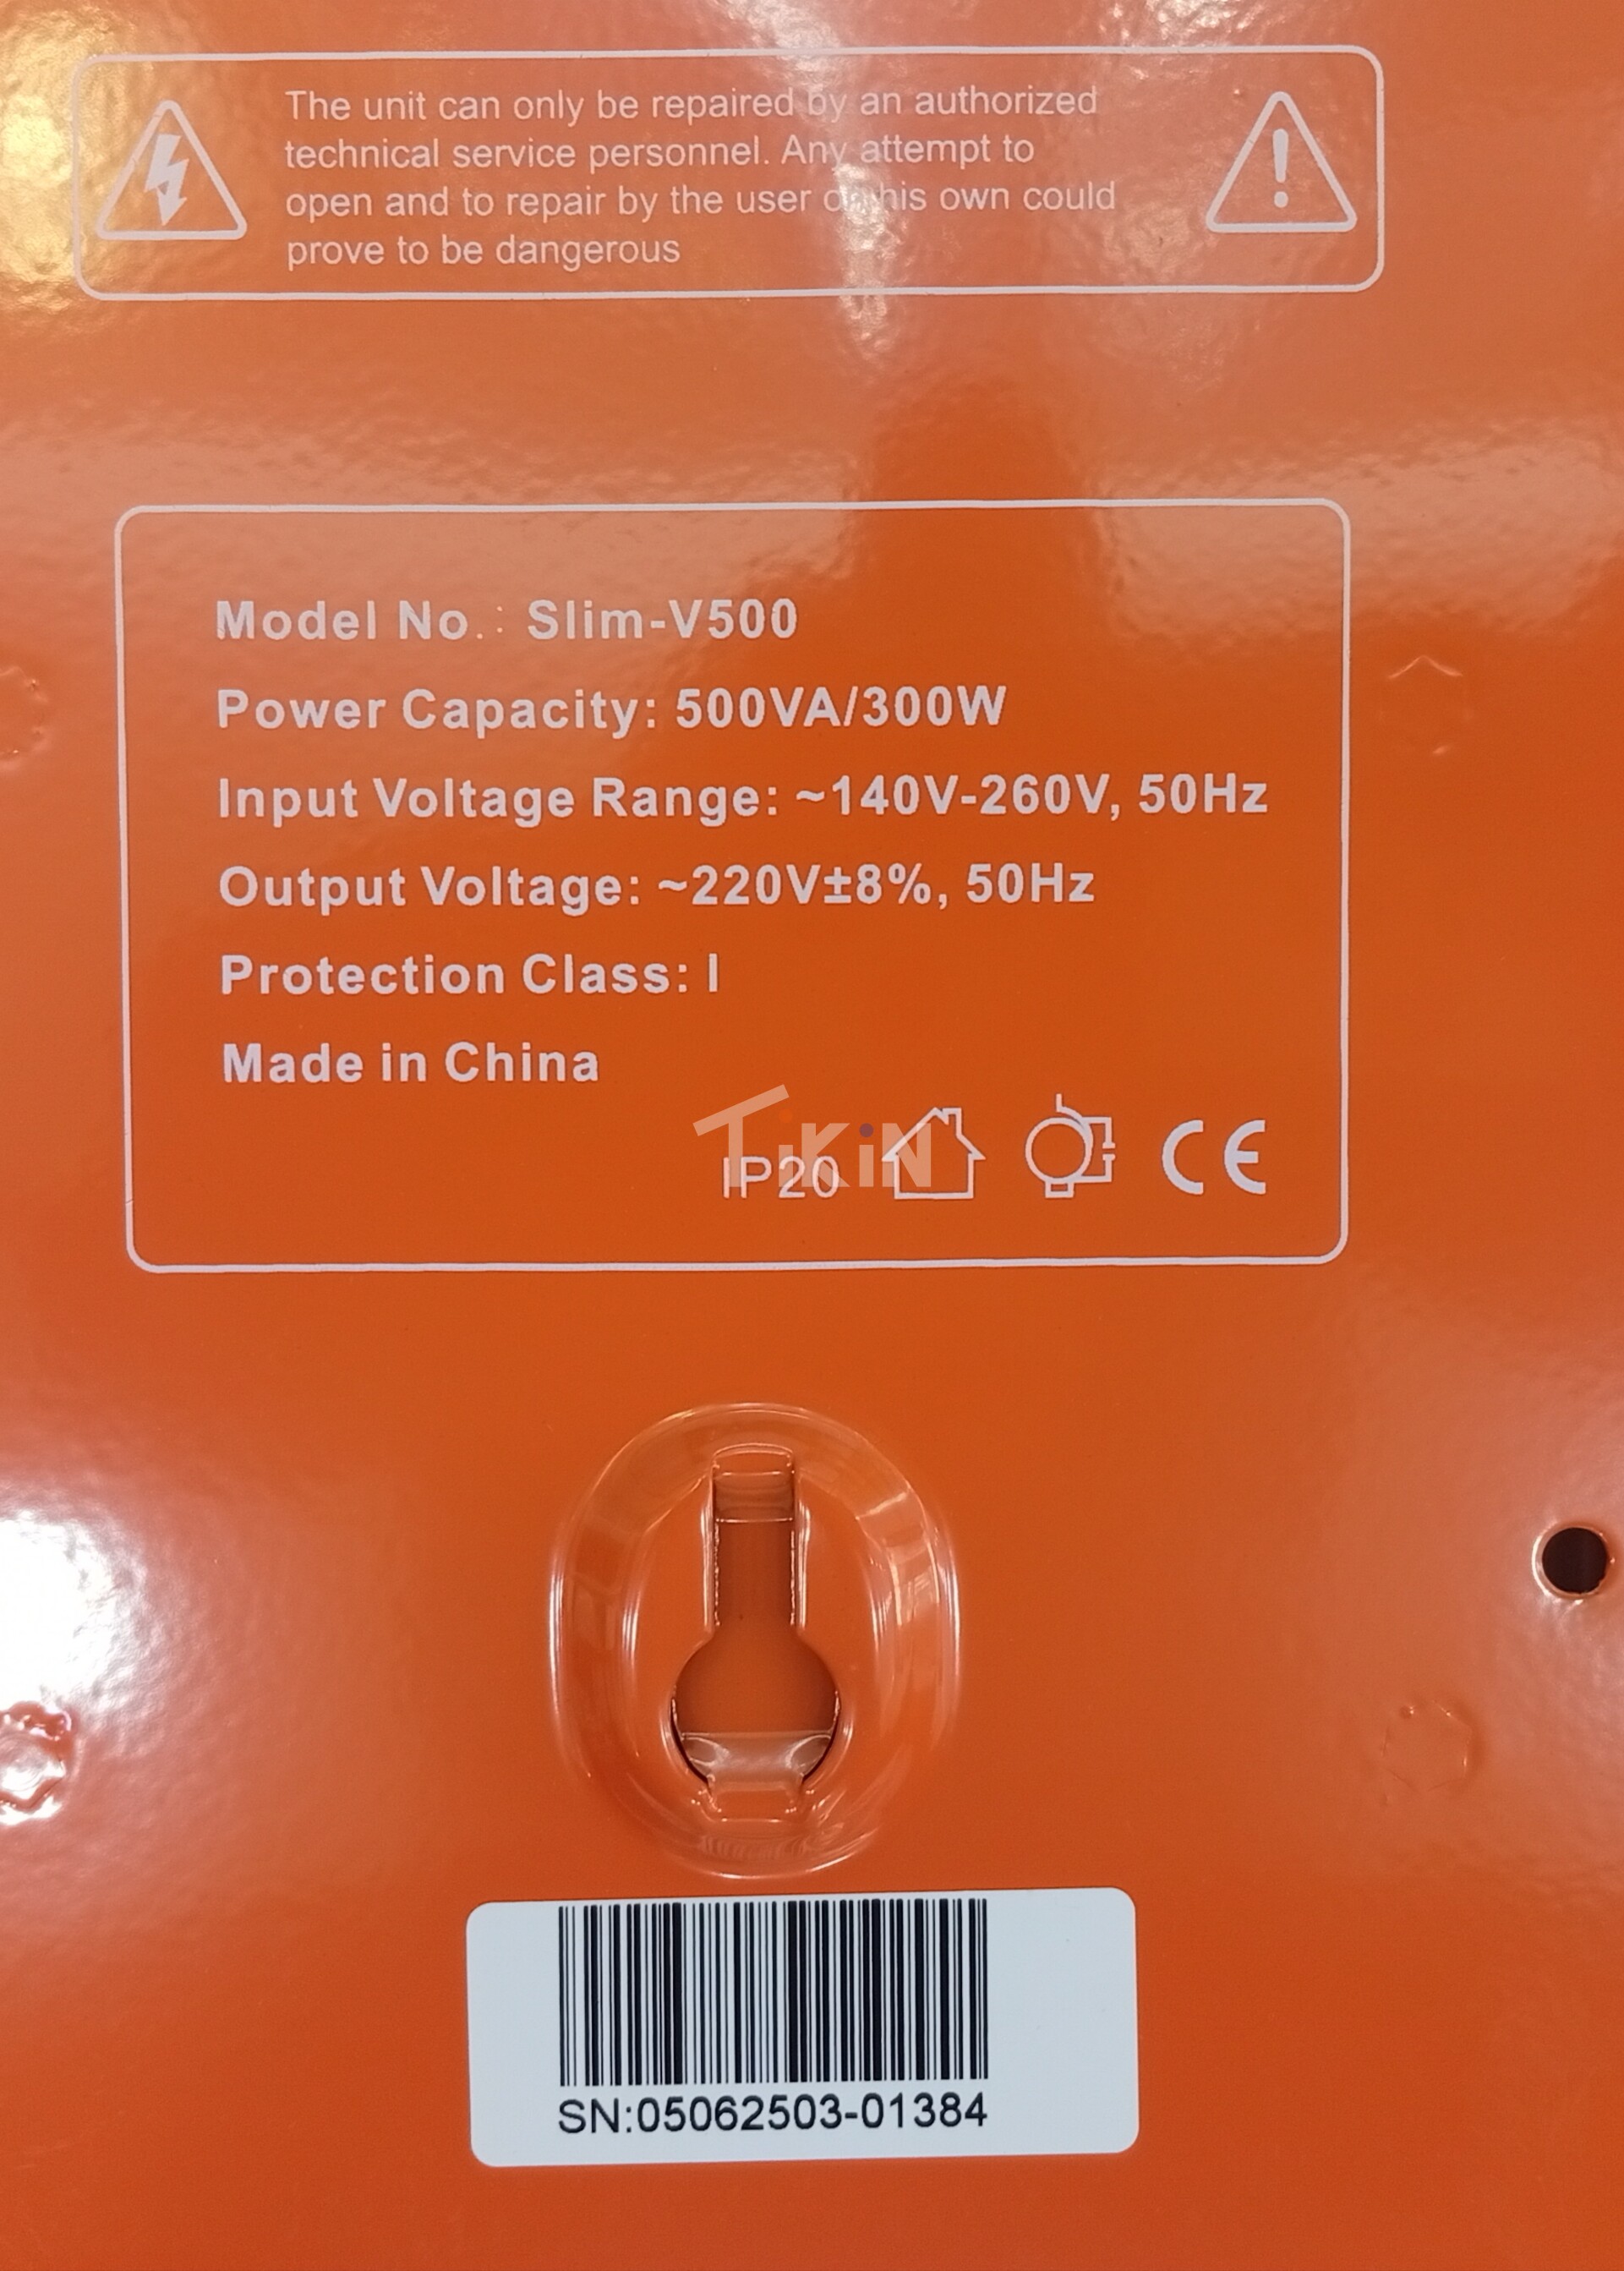 The unit can only be repaired by an authorized
technical service personnel. Any attempt to
open and to repair by the user on his own could
prove to be dangerous
Model No.: Slim-V500
Power Capacity: 500VA/300W
Input Voltage Range: ~140V-260V, 50Hz
Output Voltage: ~220V±8%, 50Hz
Protection Class: I
Made in China
TiKiN
IP20 CE
SN:05062503-01384